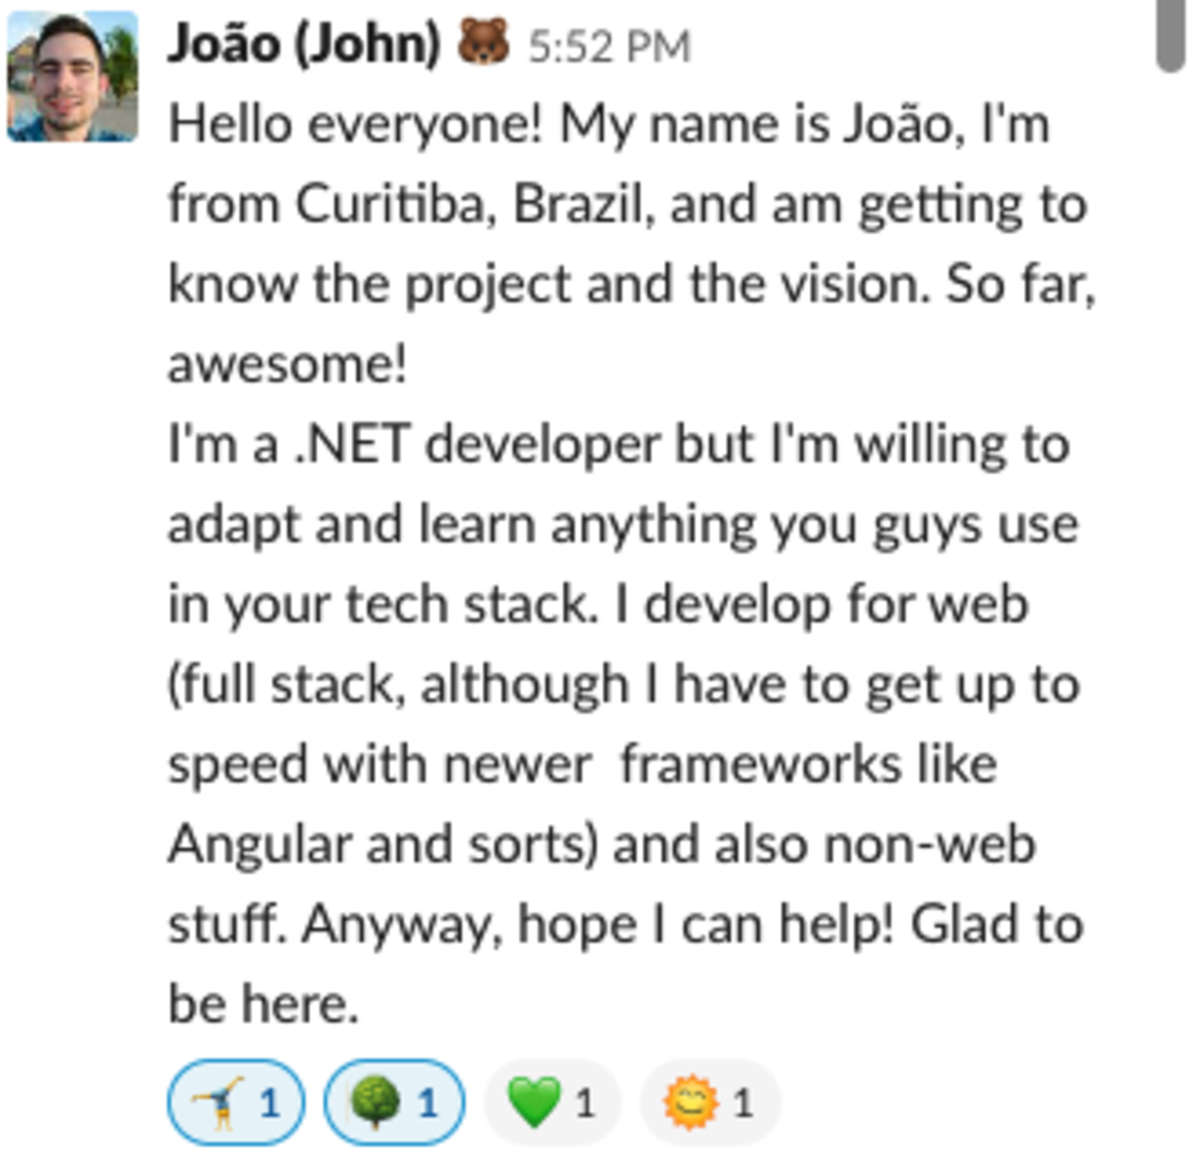 João (John) 🐻 5:52 PM
Hello everyone! My name is João, I'm
from Curitiba, Brazil, and am getting to
know the project and the vision. So far,
awesome!
I'm a .NET developer but I'm willing to
adapt and learn anything you guys use
in your tech stack. I develop for web
(full stack, although I have to get up to
speed with newer  frameworks like
Angular and sorts) and also non-web
stuff. Anyway, hope I can help! Glad to
be here.
🤸 1 🌳 1 💚 1 🌞 1